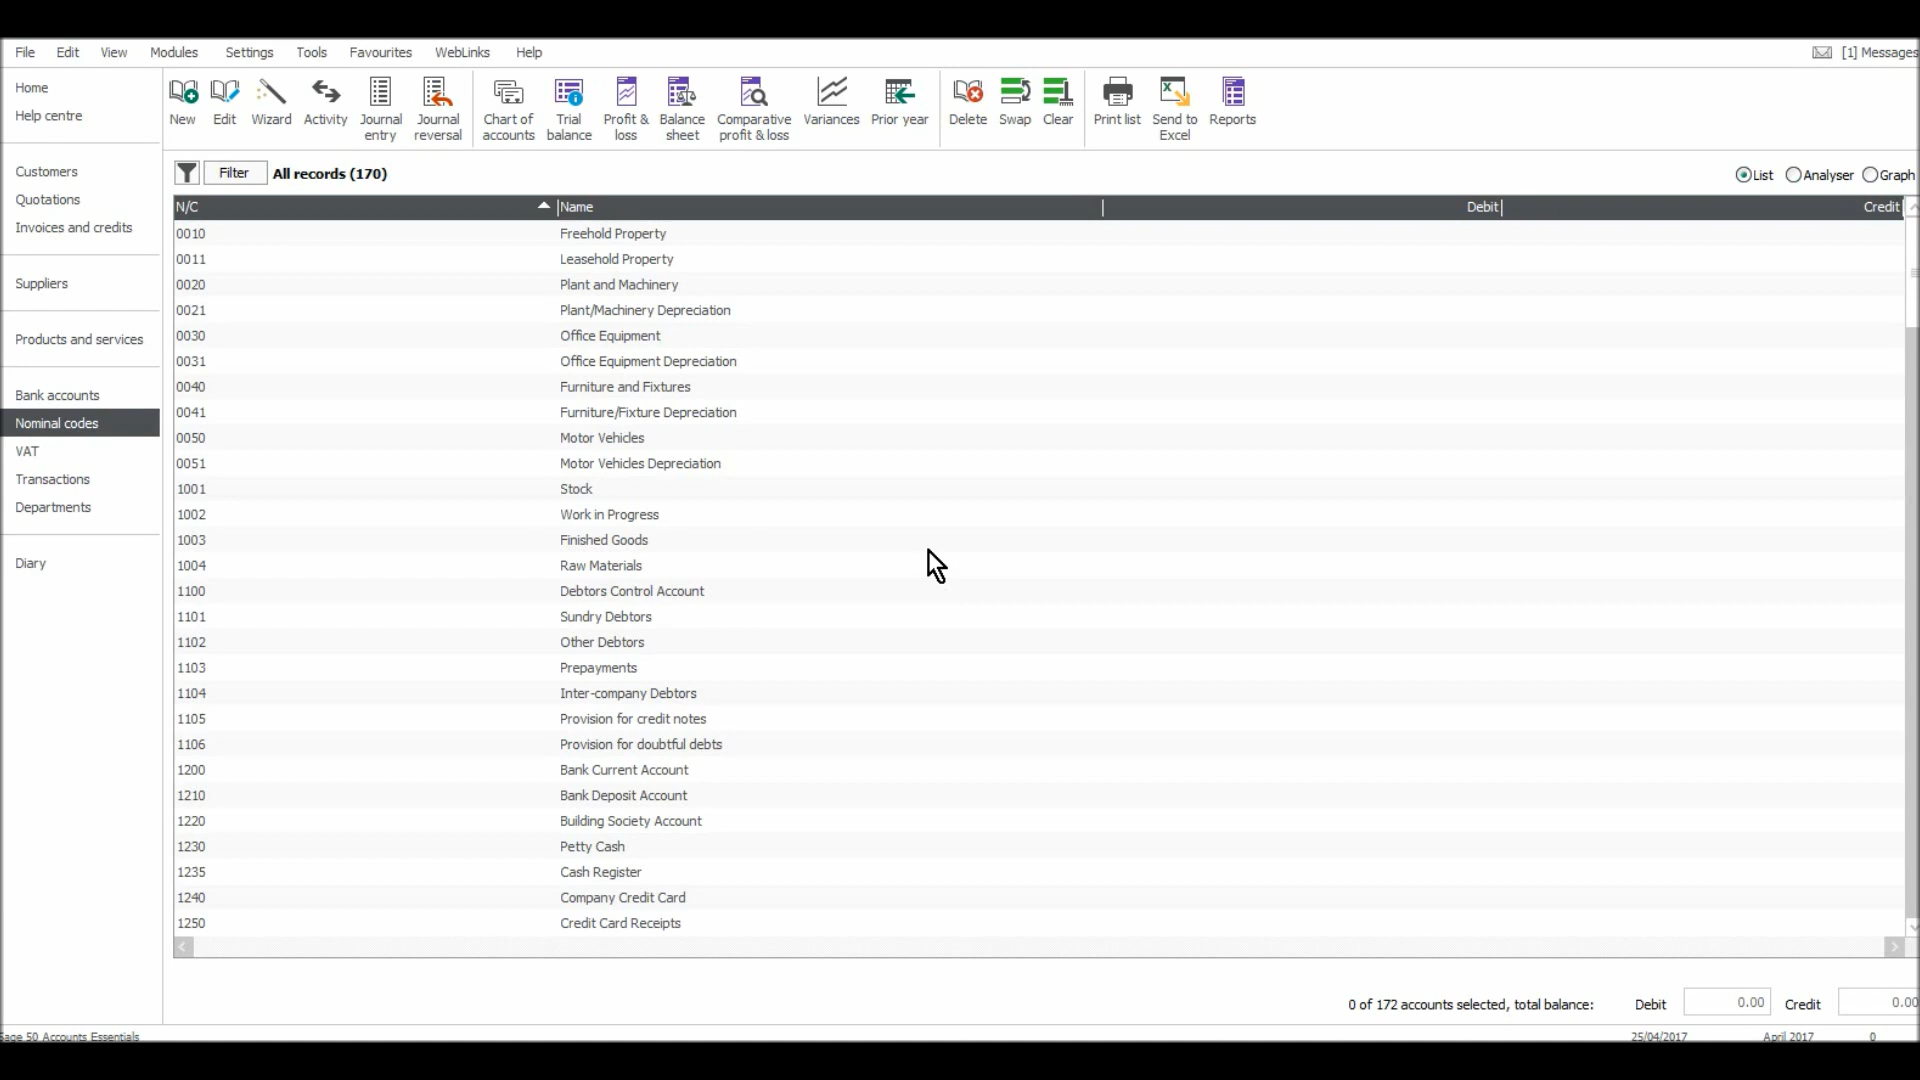 File Edit View Modules Settings Tools Favourites WebLinks Help [1] Messages
Home
Help centre
Customers
Quotations
Invoices and credits
Suppliers
Products and services
Bank accounts
Nominal codes
VAT
Transactions
Departments
Diary
New Edit Wizard Activity Journal entry Journal reversal Chart of accounts Trial balance Profit & loss Balance sheet Comparative profit & loss Variances Prior year Delete Swap Clear Print list Send to Excel Reports
Filter All records (170) List Analyser Graph
N/C Name Debit Credit
0010 Freehold Property
0011 Leasehold Property
0020 Plant and Machinery
0021 Plant/Machinery Depreciation
0030 Office Equipment
0031 Office Equipment Depreciation
0040 Furniture and Fixtures
0041 Furniture/Fixture Depreciation
0050 Motor Vehicles
0051 Motor Vehicles Depreciation
1001 Stock
1002 Work in Progress
1003 Finished Goods
1004 Raw Materials
1100 Debtors Control Account
1101 Sundry Debtors
1102 Other Debtors
1103 Prepayments
1104 Inter-company Debtors
1105 Provision for credit notes
1106 Provision for doubtful debts
1200 Bank Current Account
1210 Bank Deposit Account
1220 Building Society Account
1230 Petty Cash
1235 Cash Register
1240 Company Credit Card
1250 Credit Card Receipts
0 of 172 accounts selected, total balance: Debit 0.00 Credit 0.00
Sage 50 Accounts Essentials 25/04/2017 April 2017 0